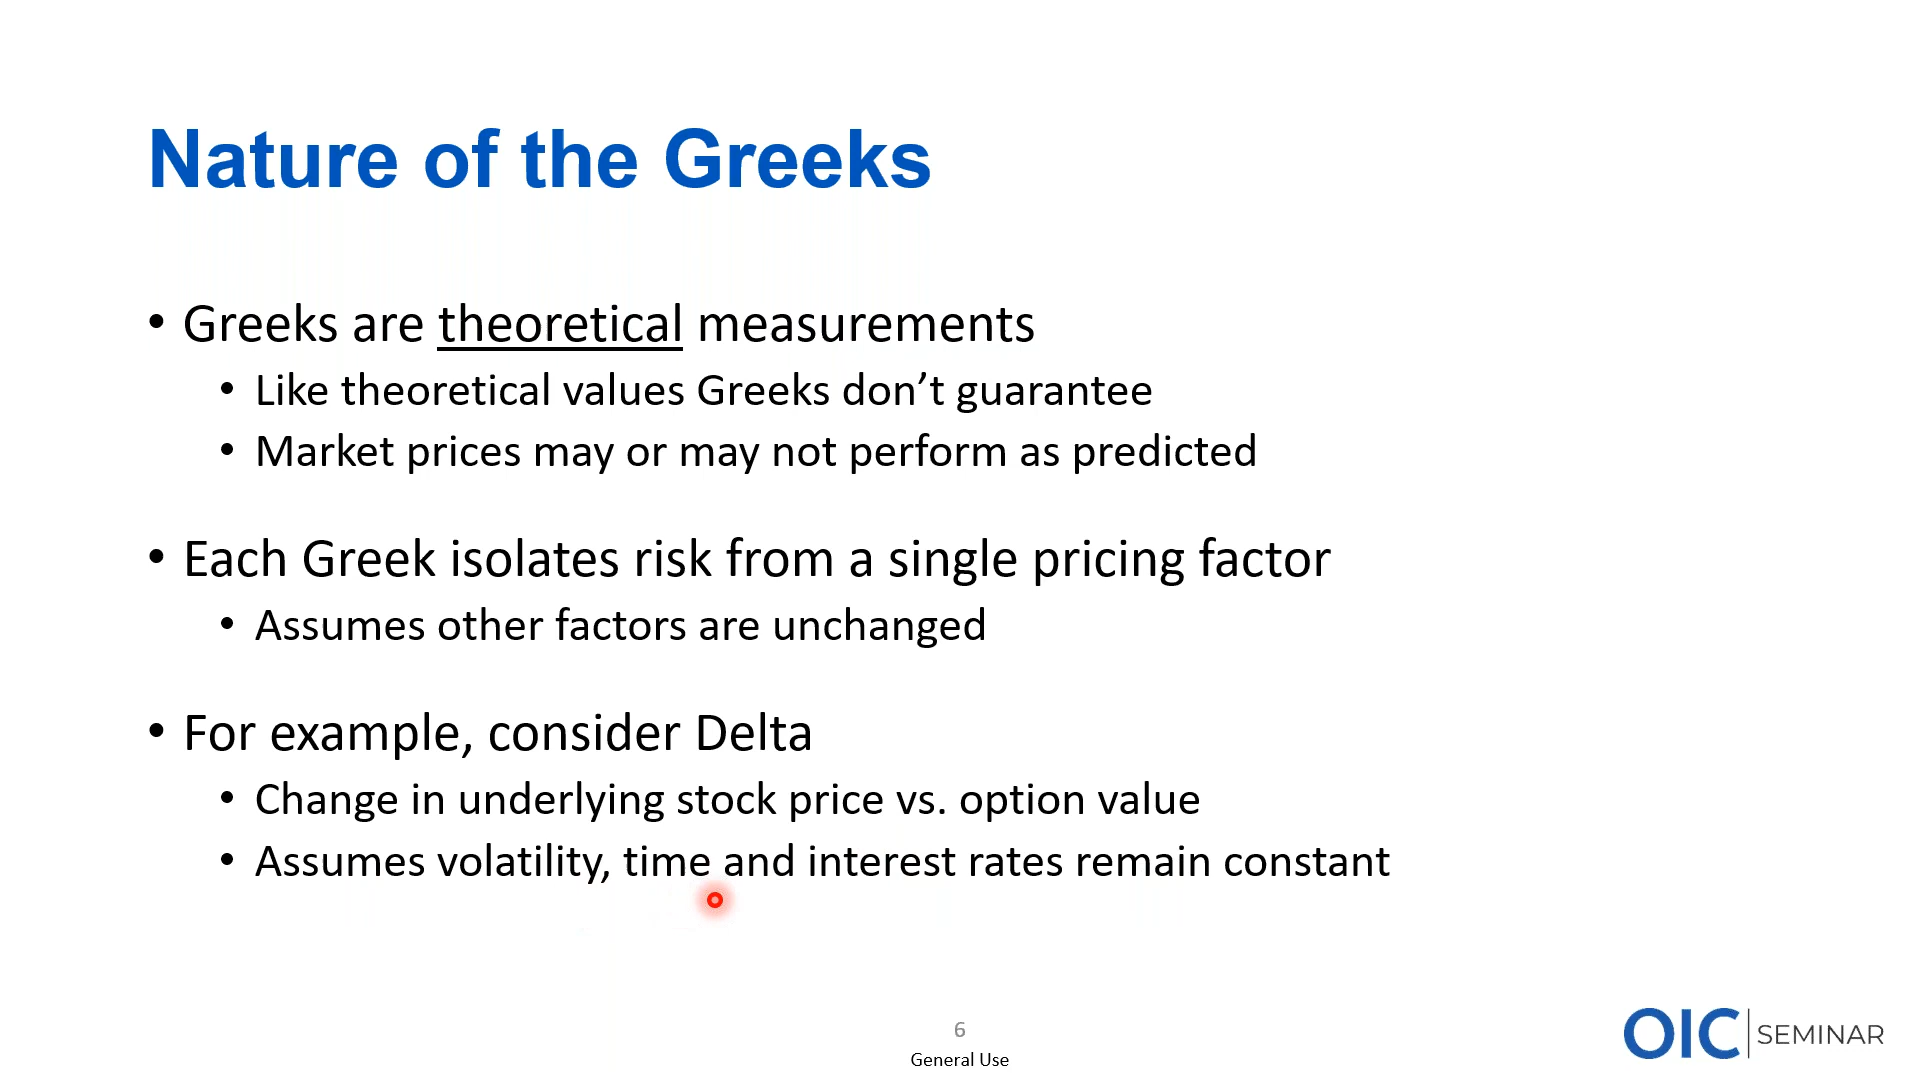 Nature of the Greeks
• Greeks are theoretical measurements
• Like theoretical values Greeks don’t guarantee
• Market prices may or may not perform as predicted
• Each Greek isolates risk from a single pricing factor
• Assumes other factors are unchanged
• For example, consider Delta
• Change in underlying stock price vs. option value
• Assumes volatility, time and interest rates remain constant
6
General Use
OIC SEMINAR